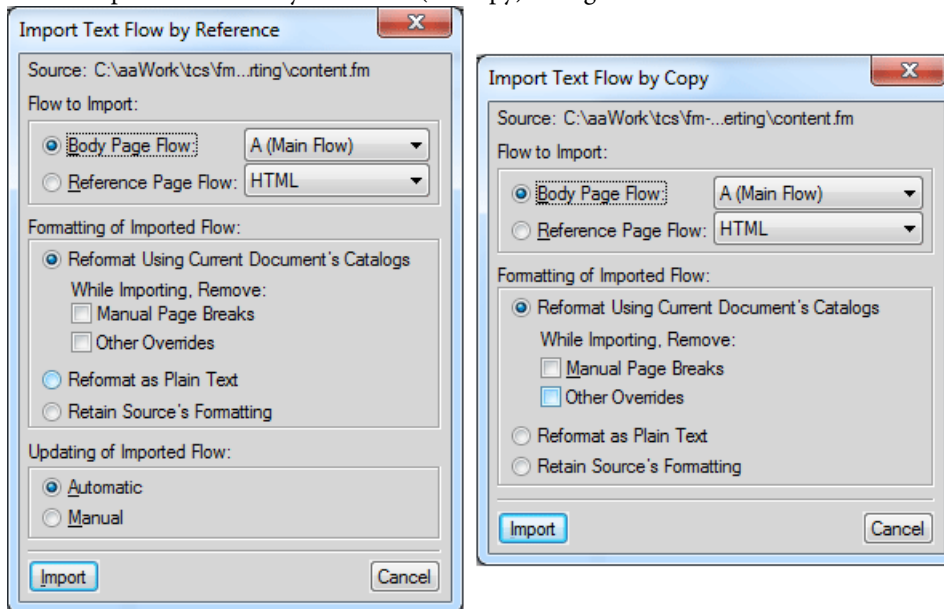 Import Text Flow by Reference
Source: C:\aaWork\tcs\fm...rting\content.fm
Flow to Import:
Body Page Flow: A (Main Flow)
Reference Page Flow: HTML
Formatting of Imported Flow:
Reformat Using Current Document's Catalogs
While Importing, Remove:
Manual Page Breaks
Other Overrides
Reformat as Plain Text
Retain Source's Formatting
Updating of Imported Flow:
Automatic
Manual
Import Cancel
Import Text Flow by Copy
Source: C:\aaWork\tcs\fm-...erting\content.fm
Flow to Import:
Body Page Flow: A (Main Flow)
Reference Page Flow: HTML
Formatting of Imported Flow:
Reformat Using Current Document's Catalogs
While Importing, Remove:
Manual Page Breaks
Other Overrides
Reformat as Plain Text
Retain Source's Formatting
Import Cancel